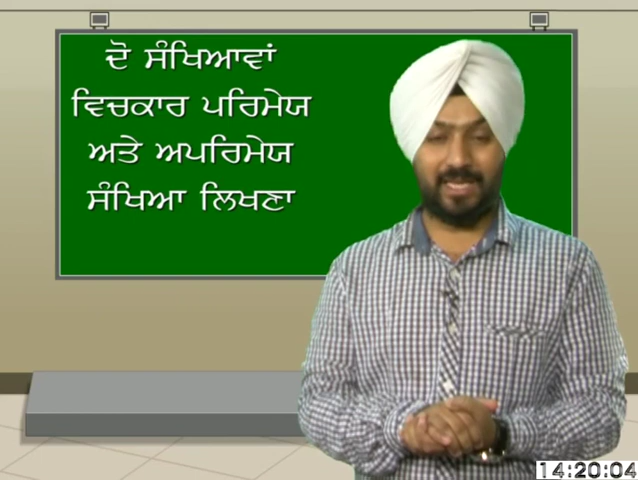 ਦੋ ਸੰਖਿਆਵਾਂ
ਵਿਚਕਾਰ ਪਰਿਮੇਯ
ਅਤੇ ਅਪਰਿਮੇਯ
ਸੰਖਿਆ ਲਿਖਣਾ
14:20:04